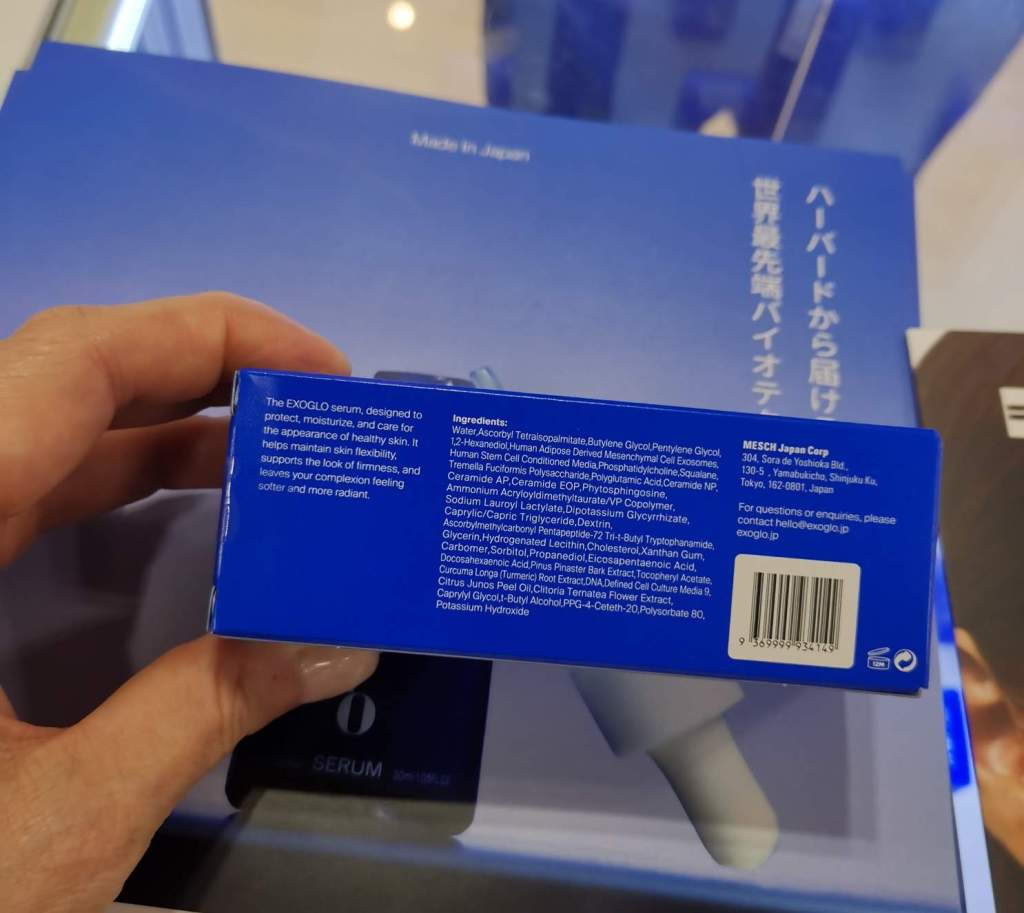 Made in Japan
ハーバードから届け
世界最先端バイオテ
The EXOGLO serum, designed to
protect, moisturize, and care for
the appearance of healthy skin. It
helps maintain skin flexibility,
supports the look of firmness, and
leaves your complexion feeling
softer and more radiant.
Ingredients:
Water,Ascorbyl Tetraisopalmitate,Butylene Glycol,Pentylene Glycol,
1,2-Hexanediol,Human Adipose Derived Mesenchymal Cell Exosomes,
Human Stem Cell Conditioned Media,Phosphatidylcholine,Squalane,
Tremella Fuciformis Polysaccharide,Polyglutamic Acid,Ceramide NP,
Ceramide AP,Ceramide EOP,Phytosphingosine,
Ammonium Acryloyldimethyltaurate/VP Copolymer,
Sodium Lauroyl Lactylate,Dipotassium Glycyrrhizate,
Caprylic/Capric Triglyceride,Dextrin,
Ascorbylmethylcarbonyl Pentapeptide-72 Tri-t-Butyl Tryptophanamide,
Glycerin,Hydrogenated Lecithin,Cholesterol,Xanthan Gum,
Carbomer,Sorbitol,Propanediol,Eicosapentaenoic Acid,
Docosahexaenoic Acid,Pinus Pinaster Bark Extract,Tocopheryl Acetate,
Curcuma Longa (Turmeric) Root Extract,DNA,Defined Cell Culture Media 9,
Citrus Junos Peel Oil,Clitoria Ternatea Flower Extract,
Caprylyl Glycol,t-Butyl Alcohol,PPG-4-Ceteth-20,Polysorbate 80,
Potassium Hydroxide
MESCH Japan Corp
304, Sora de Yoshioka Bld.,
130-5 , Yamabukicho, Shinjuku Ku,
Tokyo, 162-0801, Japan
For questions or enquiries, please
contact hello@exoglo.jp
exoglo.jp
9 569999 934149
12M
O
SERUM